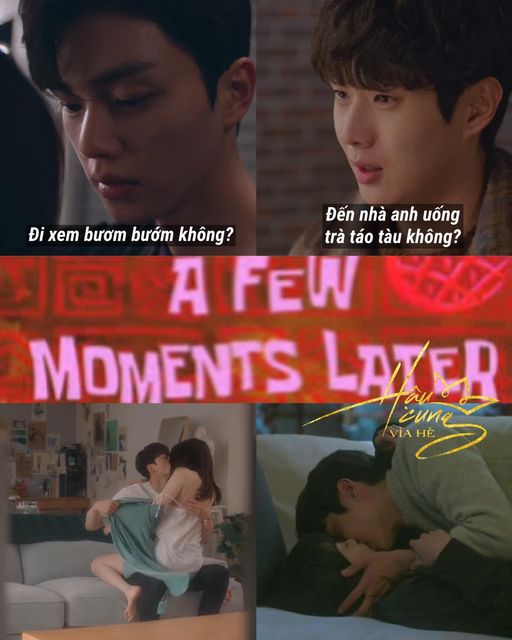 Đi xem bươm bướm không?
Đến nhà anh uống
trà táo tàu không?
A FEW
MOMENTS LATER
Hậu
cung
VỈA HÈ